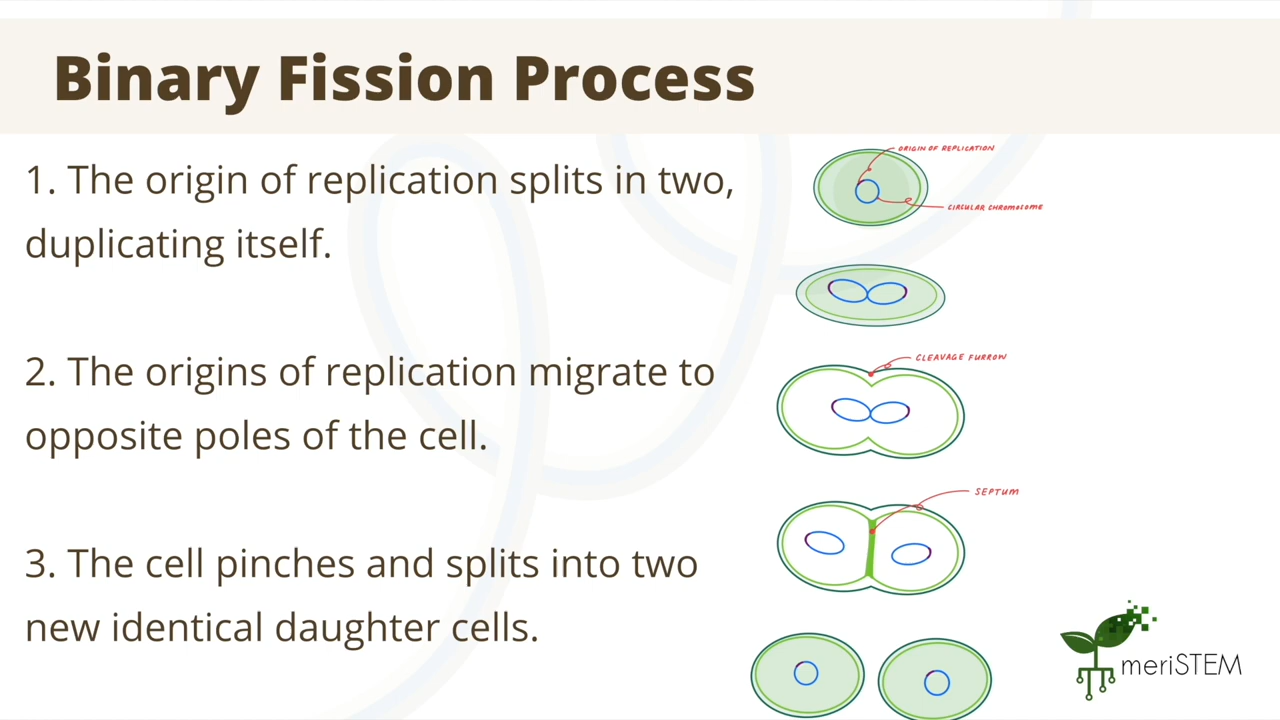 Binary Fission Process
1. The origin of replication splits in two,
duplicating itself.
2. The origins of replication migrate to
opposite poles of the cell.
3. The cell pinches and splits into two
new identical daughter cells.
ORIGIN OF REPLICATION
CIRCULAR CHROMOSOME
CLEAVAGE FURROW
SEPTUM
meriSTEM